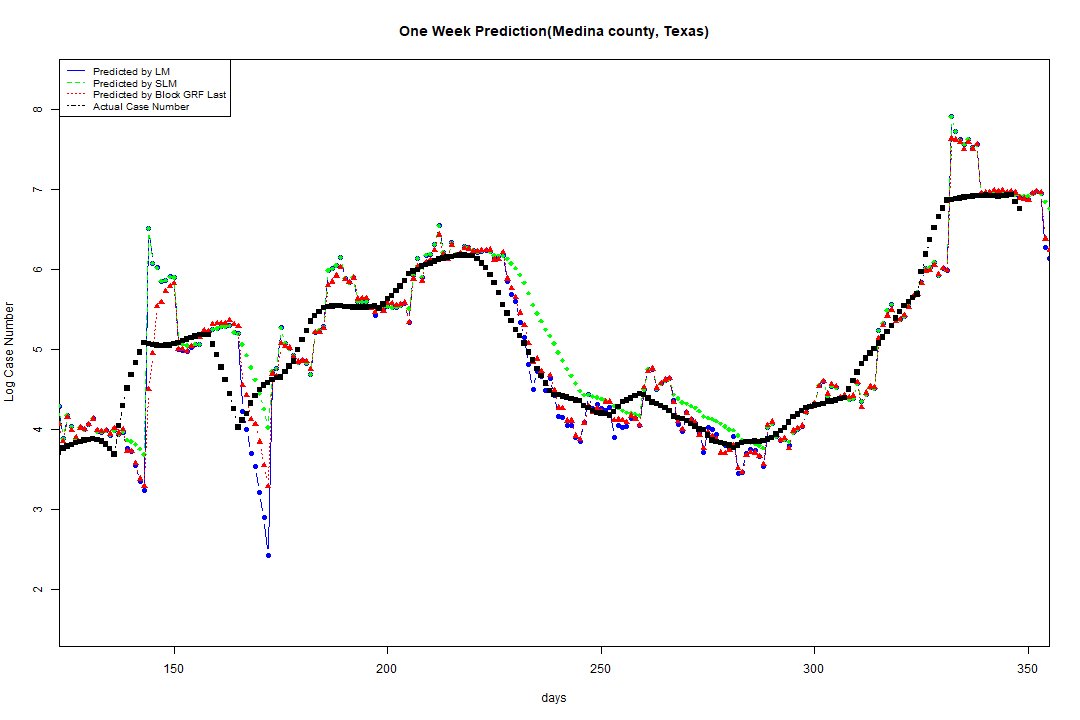 One Week Prediction(Medina county, Texas)
Predicted by LM
Predicted by SLM
Predicted by Block GRF Last
Actual Case Number
Log Case Number
8
7
6
5
4
3
2
150 200 250 300 350
days